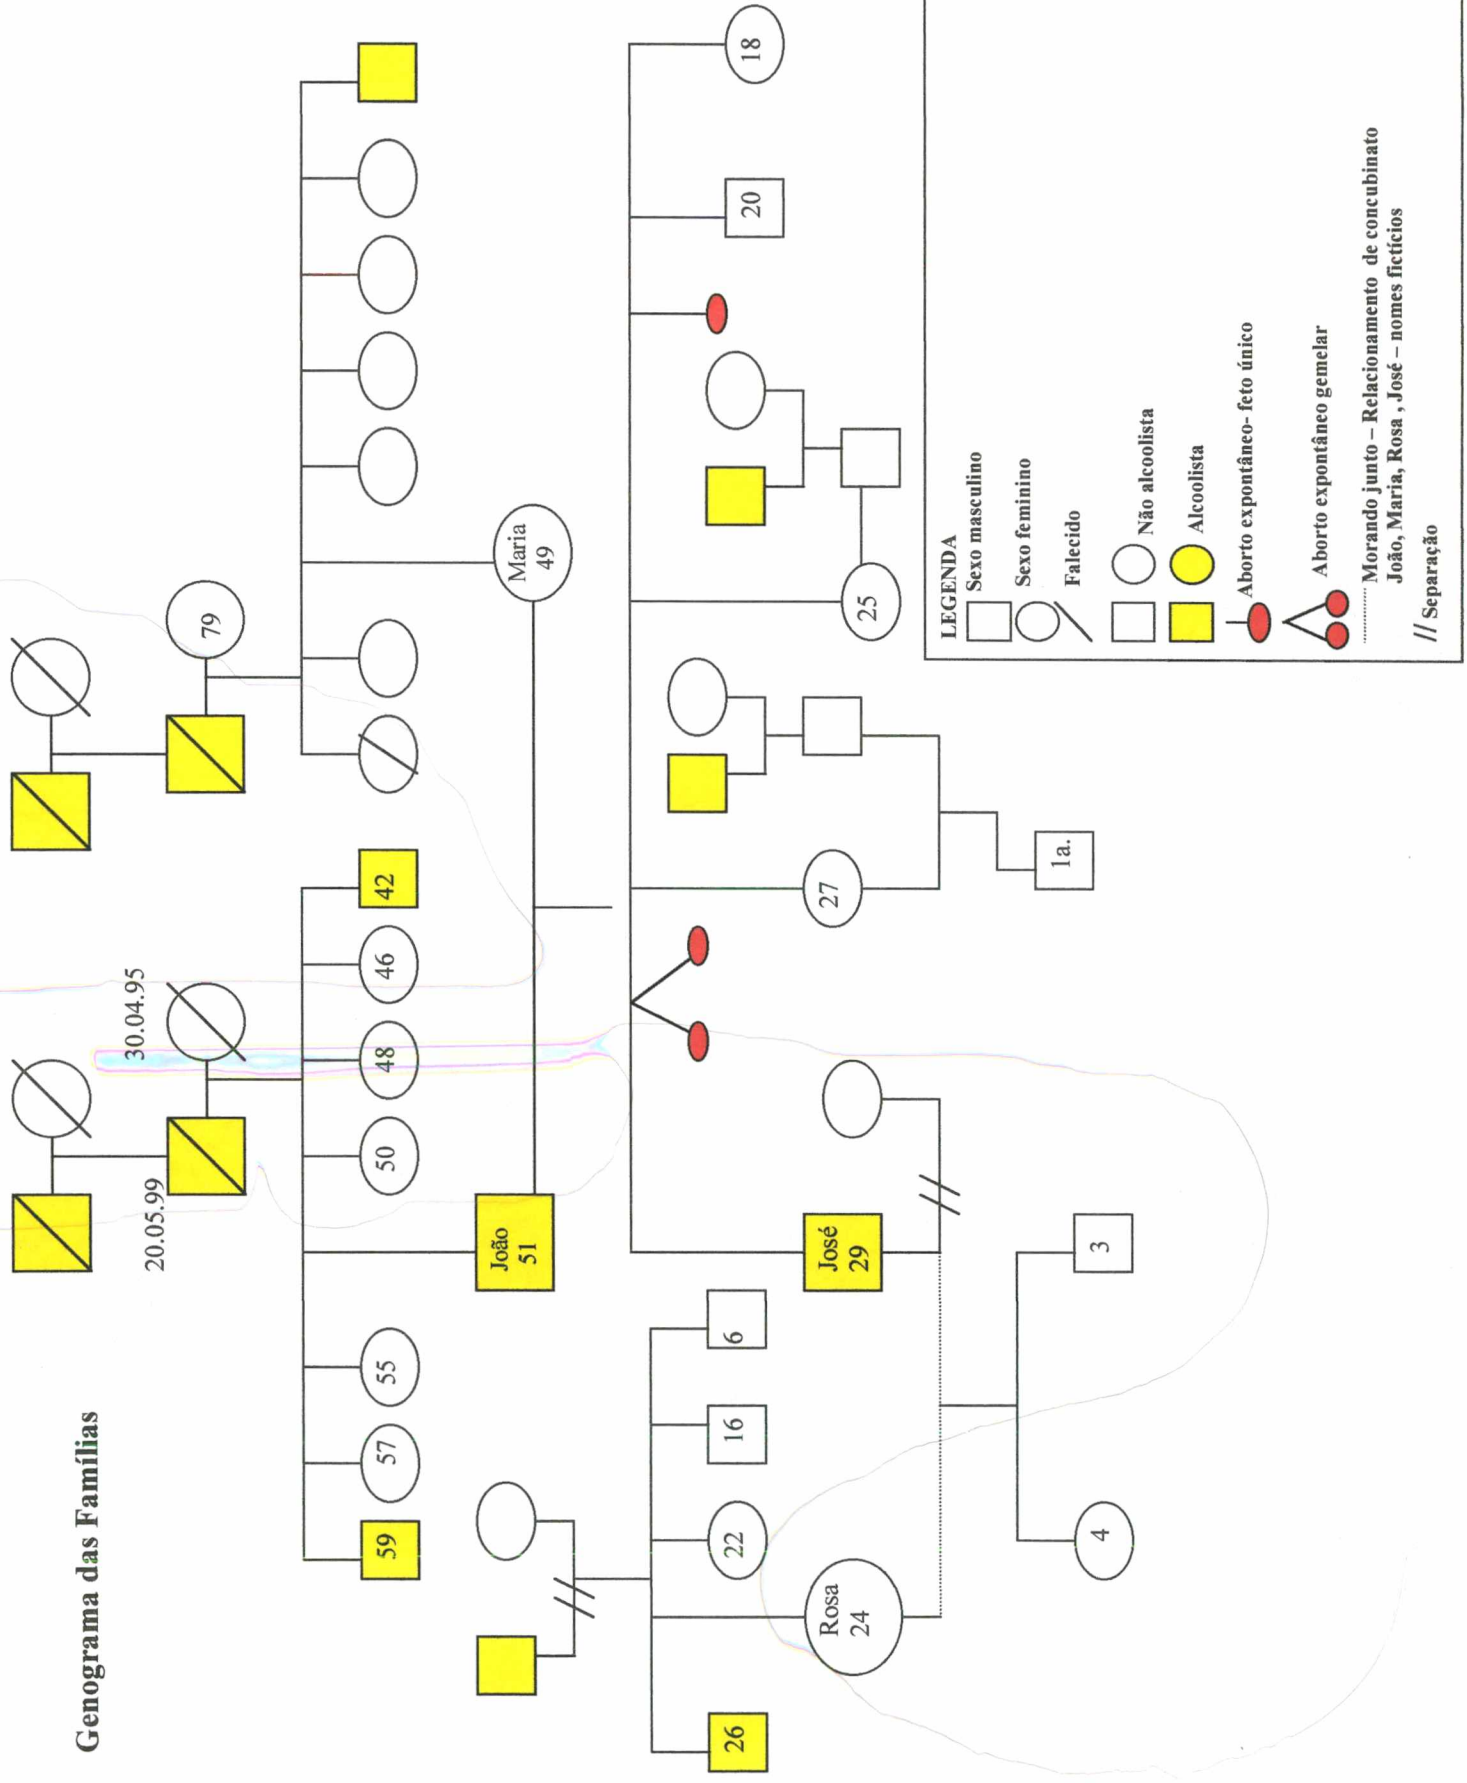 Genograma das Famílias
20.05.99
30.04.95
79
59
57
55
50
48
46
42
João
51
Maria
49
26
Rosa
24
22
16
6
José
29
27
25
20
18
4
3
1a.
LEGENDA
Sexo masculino
Sexo feminino
Falecido
Não alcoolista
Alcoolista
Aborto expontâneo- feto único
Aborto expontâneo gemelar
Morando junto – Relacionamento de concubinato
João, Maria, Rosa , José – nomes fictícios
// Separação